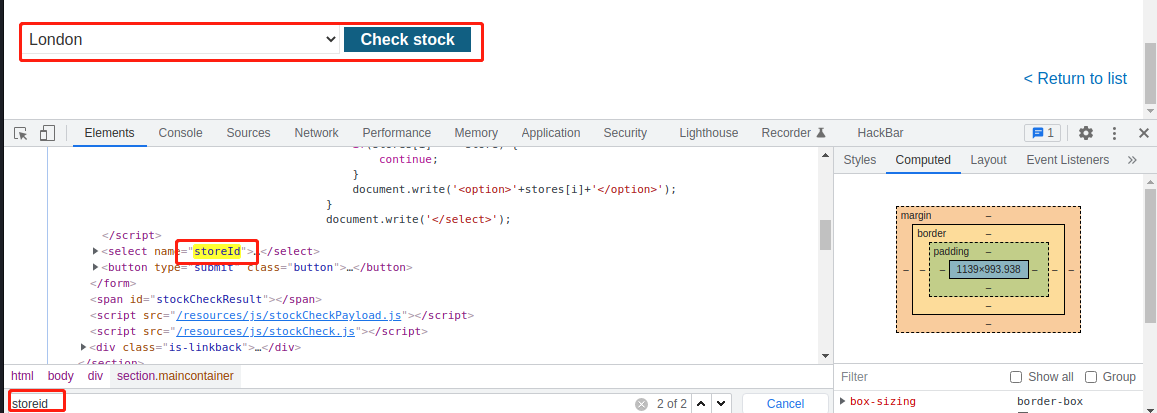 London
Check stock
< Return to list
Elements Console Sources Network Performance Memory Application Security Lighthouse Recorder HackBar 1
continue;
}
document.write('<option>'+stores[i]+'</option>');
}
document.write('</select>');
</script>
<select name="storeId">…</select>
<button type="submit" class="button">…</button>
</form>
<span id="stockCheckResult"></span>
<script src="/resources/js/stockCheckPayload.js"></script>
<script src="/resources/js/stockCheck.js"></script>
<div class="is-linkback">…</div>
</section>
html body div section.maincontainer
storeid 2 of 2 Cancel
Styles Computed Layout Event Listeners »
margin –
border –
padding –
– – – 1139×993.938 – – –
–
–
–
Filter Show all Group
box-sizing border-box